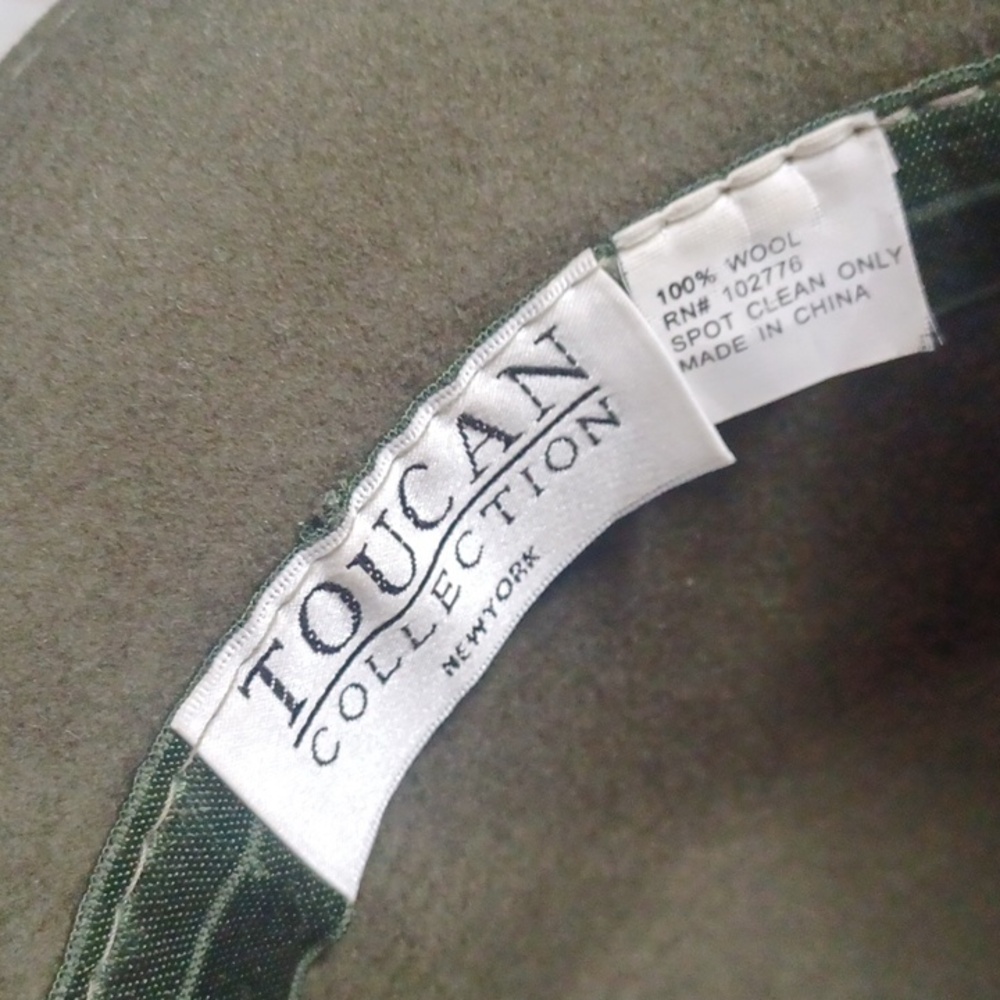 TOUCAN
COLLECTION
NEWYORK
100% WOOL
RN# 102776
SPOT CLEAN ONLY
MADE IN CHINA